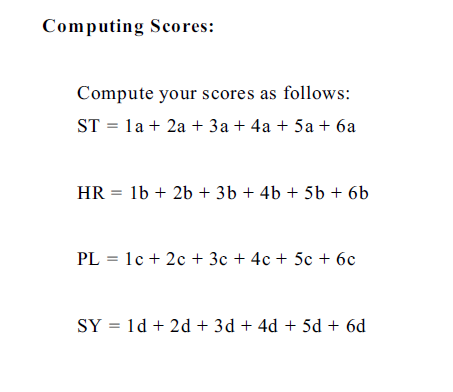 Computing Scores:
Compute your scores as follows:
ST = 1a + 2a + 3a + 4a + 5a + 6a
HR = 1b + 2b + 3b + 4b + 5b + 6b
PL = 1c + 2c + 3c + 4c + 5c + 6c
SY = 1d + 2d + 3d + 4d + 5d + 6d